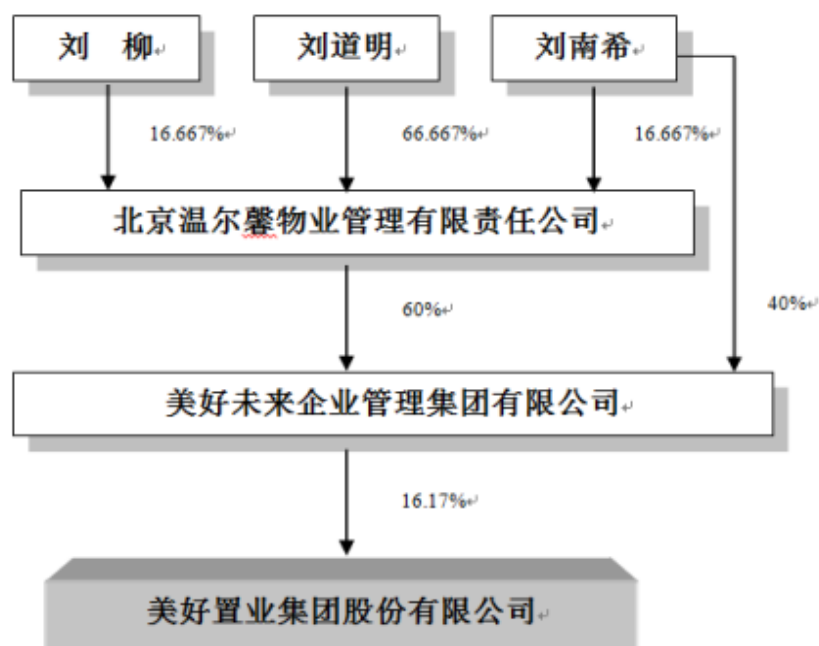 刘 柳
刘道明
刘南希
16.667%
66.667%
16.667%
北京温尔馨物业管理有限责任公司
60%
40%
美好未来企业管理集团有限公司
16.17%
美好置业集团股份有限公司